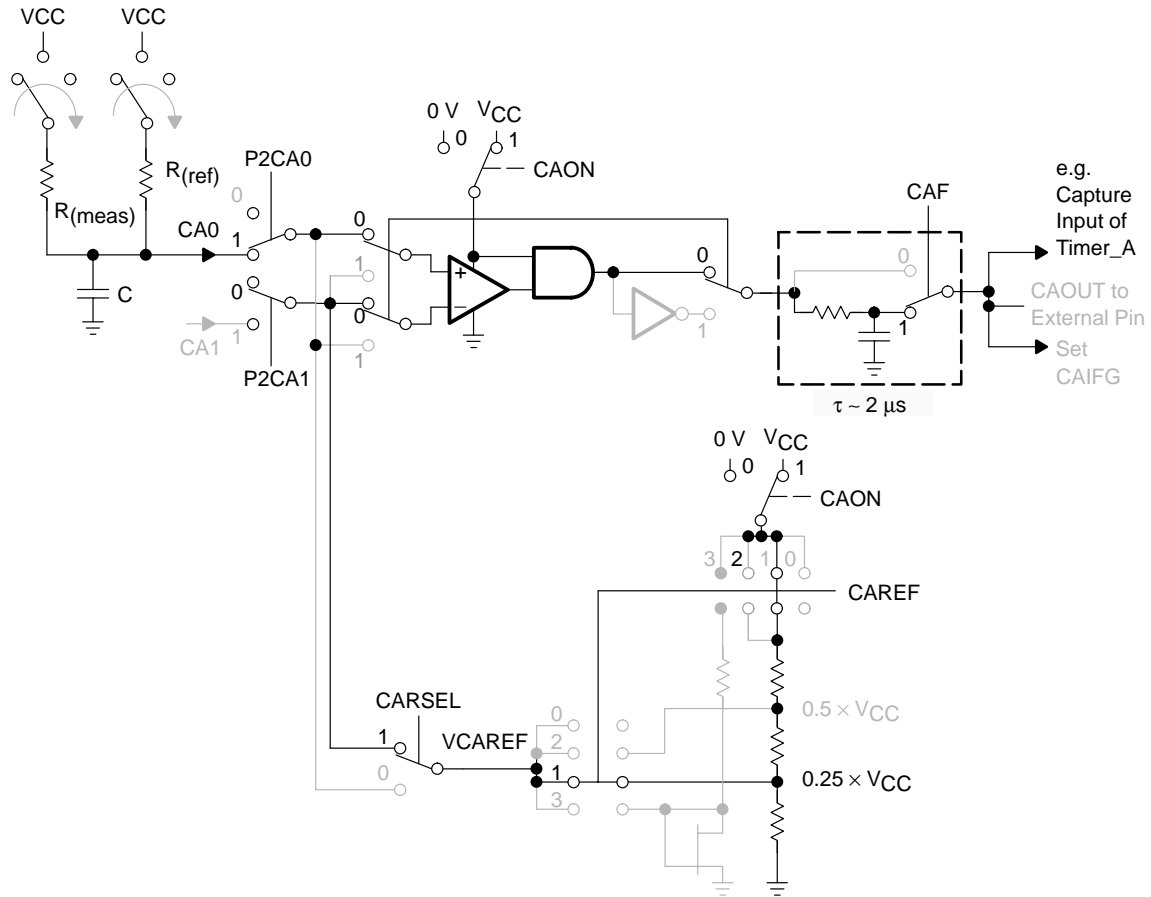 VCC
VCC
0 V
VCC
0
1
CAON
P2CA0
R(ref)
R(meas)
0
1
CA0
0
1
CAF
e.g.
Capture
Input of
Timer_A
0
0
1
C
0
0
1
1
CAOUT to
External Pin
CA1
1
1
Set
CAIFG
P2CA1
τ ~ 2 μs
0 V
VCC
0
1
CAON
3
2
1
0
CAREF
CARSEL
1
0
VCAREF
0
2
1
3
0.5 × VCC
0.25 × VCC